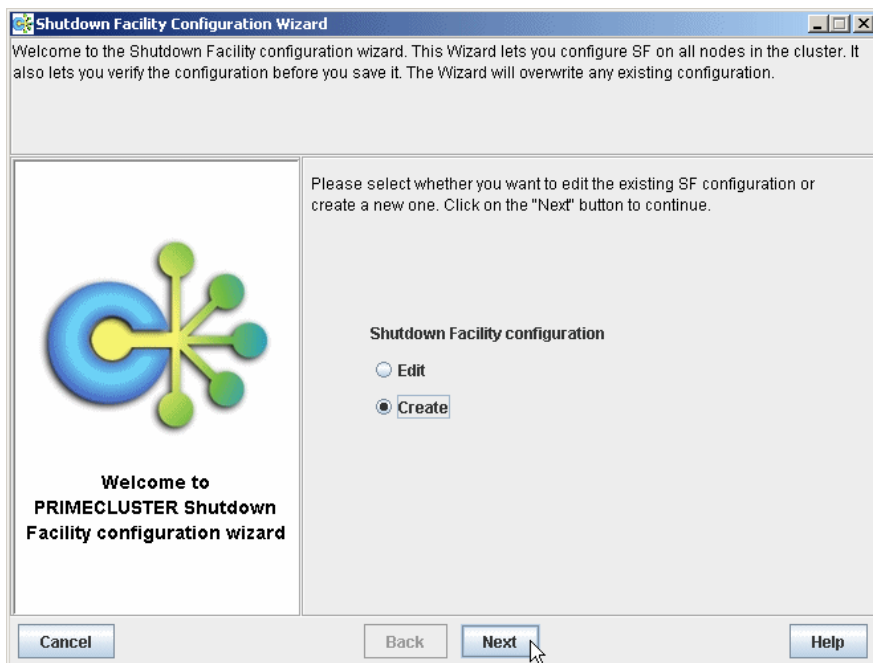 Shutdown Facility Configuration Wizard
Welcome to the Shutdown Facility configuration wizard. This Wizard lets you configure SF on all nodes in the cluster. It
also lets you verify the configuration before you save it. The Wizard will overwrite any existing configuration.
Please select whether you want to edit the existing SF configuration or
create a new one. Click on the "Next" button to continue.
Shutdown Facility configuration
Edit
Create
Welcome to
PRIMECLUSTER Shutdown
Facility configuration wizard
Cancel
Back
Next
Help